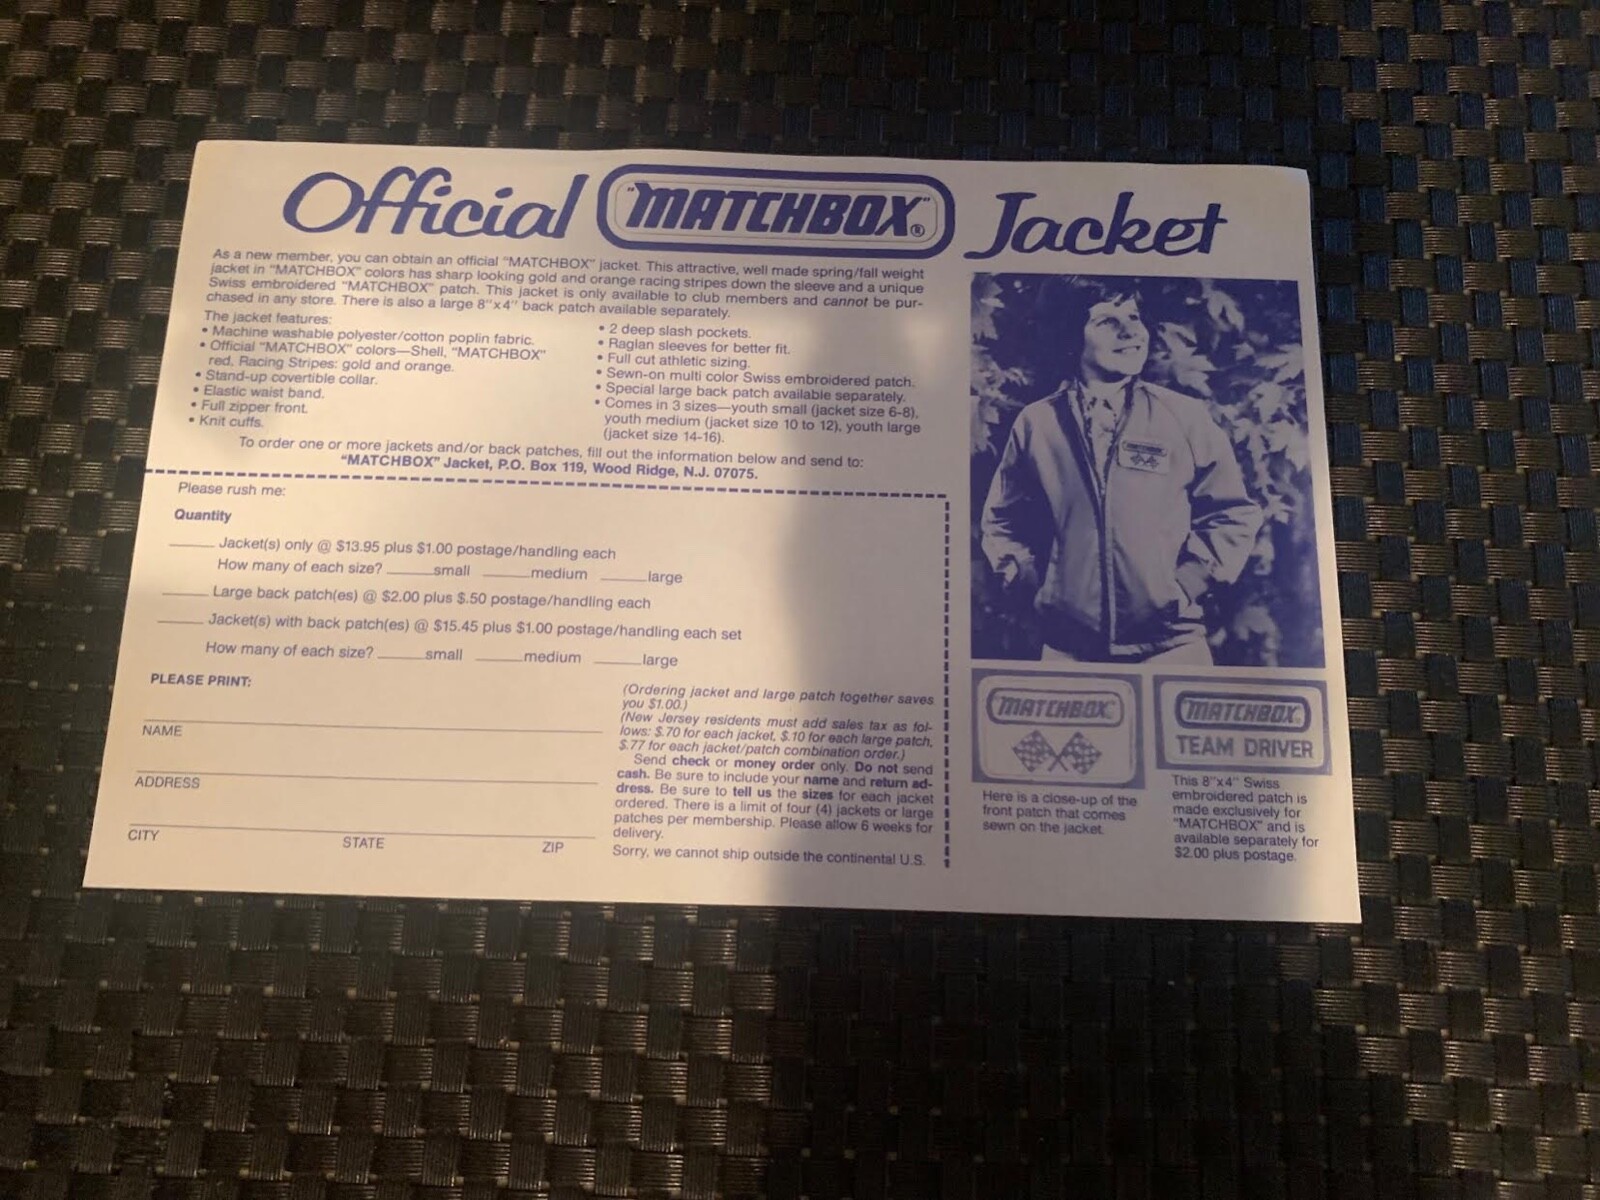 Official "MATCHBOX"® Jacket
As a new member, you can obtain an official "MATCHBOX" jacket. This attractive, well made spring/fall weight
jacket in "MATCHBOX" colors has sharp looking gold and orange racing stripes down the sleeve and a unique
Swiss embroidered "MATCHBOX" patch. This jacket is only available to club members and cannot be pur-
chased in any store. There is also a large 8"x4" back patch available separately.
The jacket features:
• Machine washable polyester/cotton poplin fabric.
• Official "MATCHBOX" colors—Shell, "MATCHBOX"
red. Racing Stripes: gold and orange.
• Stand-up covertible collar.
• Elastic waist band.
• Full zipper front.
• Knit cuffs.
• 2 deep slash pockets.
• Raglan sleeves for better fit.
• Full cut athletic sizing.
• Sewn-on multi color Swiss embroidered patch.
• Special large back patch available separately.
• Comes in 3 sizes—youth small (jacket size 6-8),
youth medium (jacket size 10 to 12), youth large
(jacket size 14-16).
To order one or more jackets and/or back patches, fill out the information below and send to:
"MATCHBOX" Jacket, P.O. Box 119, Wood Ridge, N.J. 07075.
Please rush me:
Quantity
_____ Jacket(s) only @ $13.95 plus $1.00 postage/handling each
How many of each size? _____small _____medium _____large
_____ Large back patch(es) @ $2.00 plus $.50 postage/handling each
_____ Jacket(s) with back patch(es) @ $15.45 plus $1.00 postage/handling each set
How many of each size? _____small _____medium _____large
PLEASE PRINT:
NAME
ADDRESS
CITY STATE ZIP
(Ordering jacket and large patch together saves
you $1.00.)
(New Jersey residents must add sales tax as fol-
lows: $.70 for each jacket, $.10 for each large patch,
$.77 for each jacket/patch combination order.)
Send check or money order only. Do not send
cash. Be sure to include your name and return ad-
dress. Be sure to tell us the sizes for each jacket
ordered. There is a limit of four (4) jackets or large
patches per membership. Please allow 6 weeks for
delivery.
Sorry, we cannot ship outside the continental U.S.
MATCHBOX
"MATCHBOX"
Here is a close-up of the
front patch that comes
sewn on the jacket.
"MATCHBOX"
TEAM DRIVER
This 8"x4" Swiss
embroidered patch is
made exclusively for
"MATCHBOX" and is
available separately for
$2.00 plus postage.